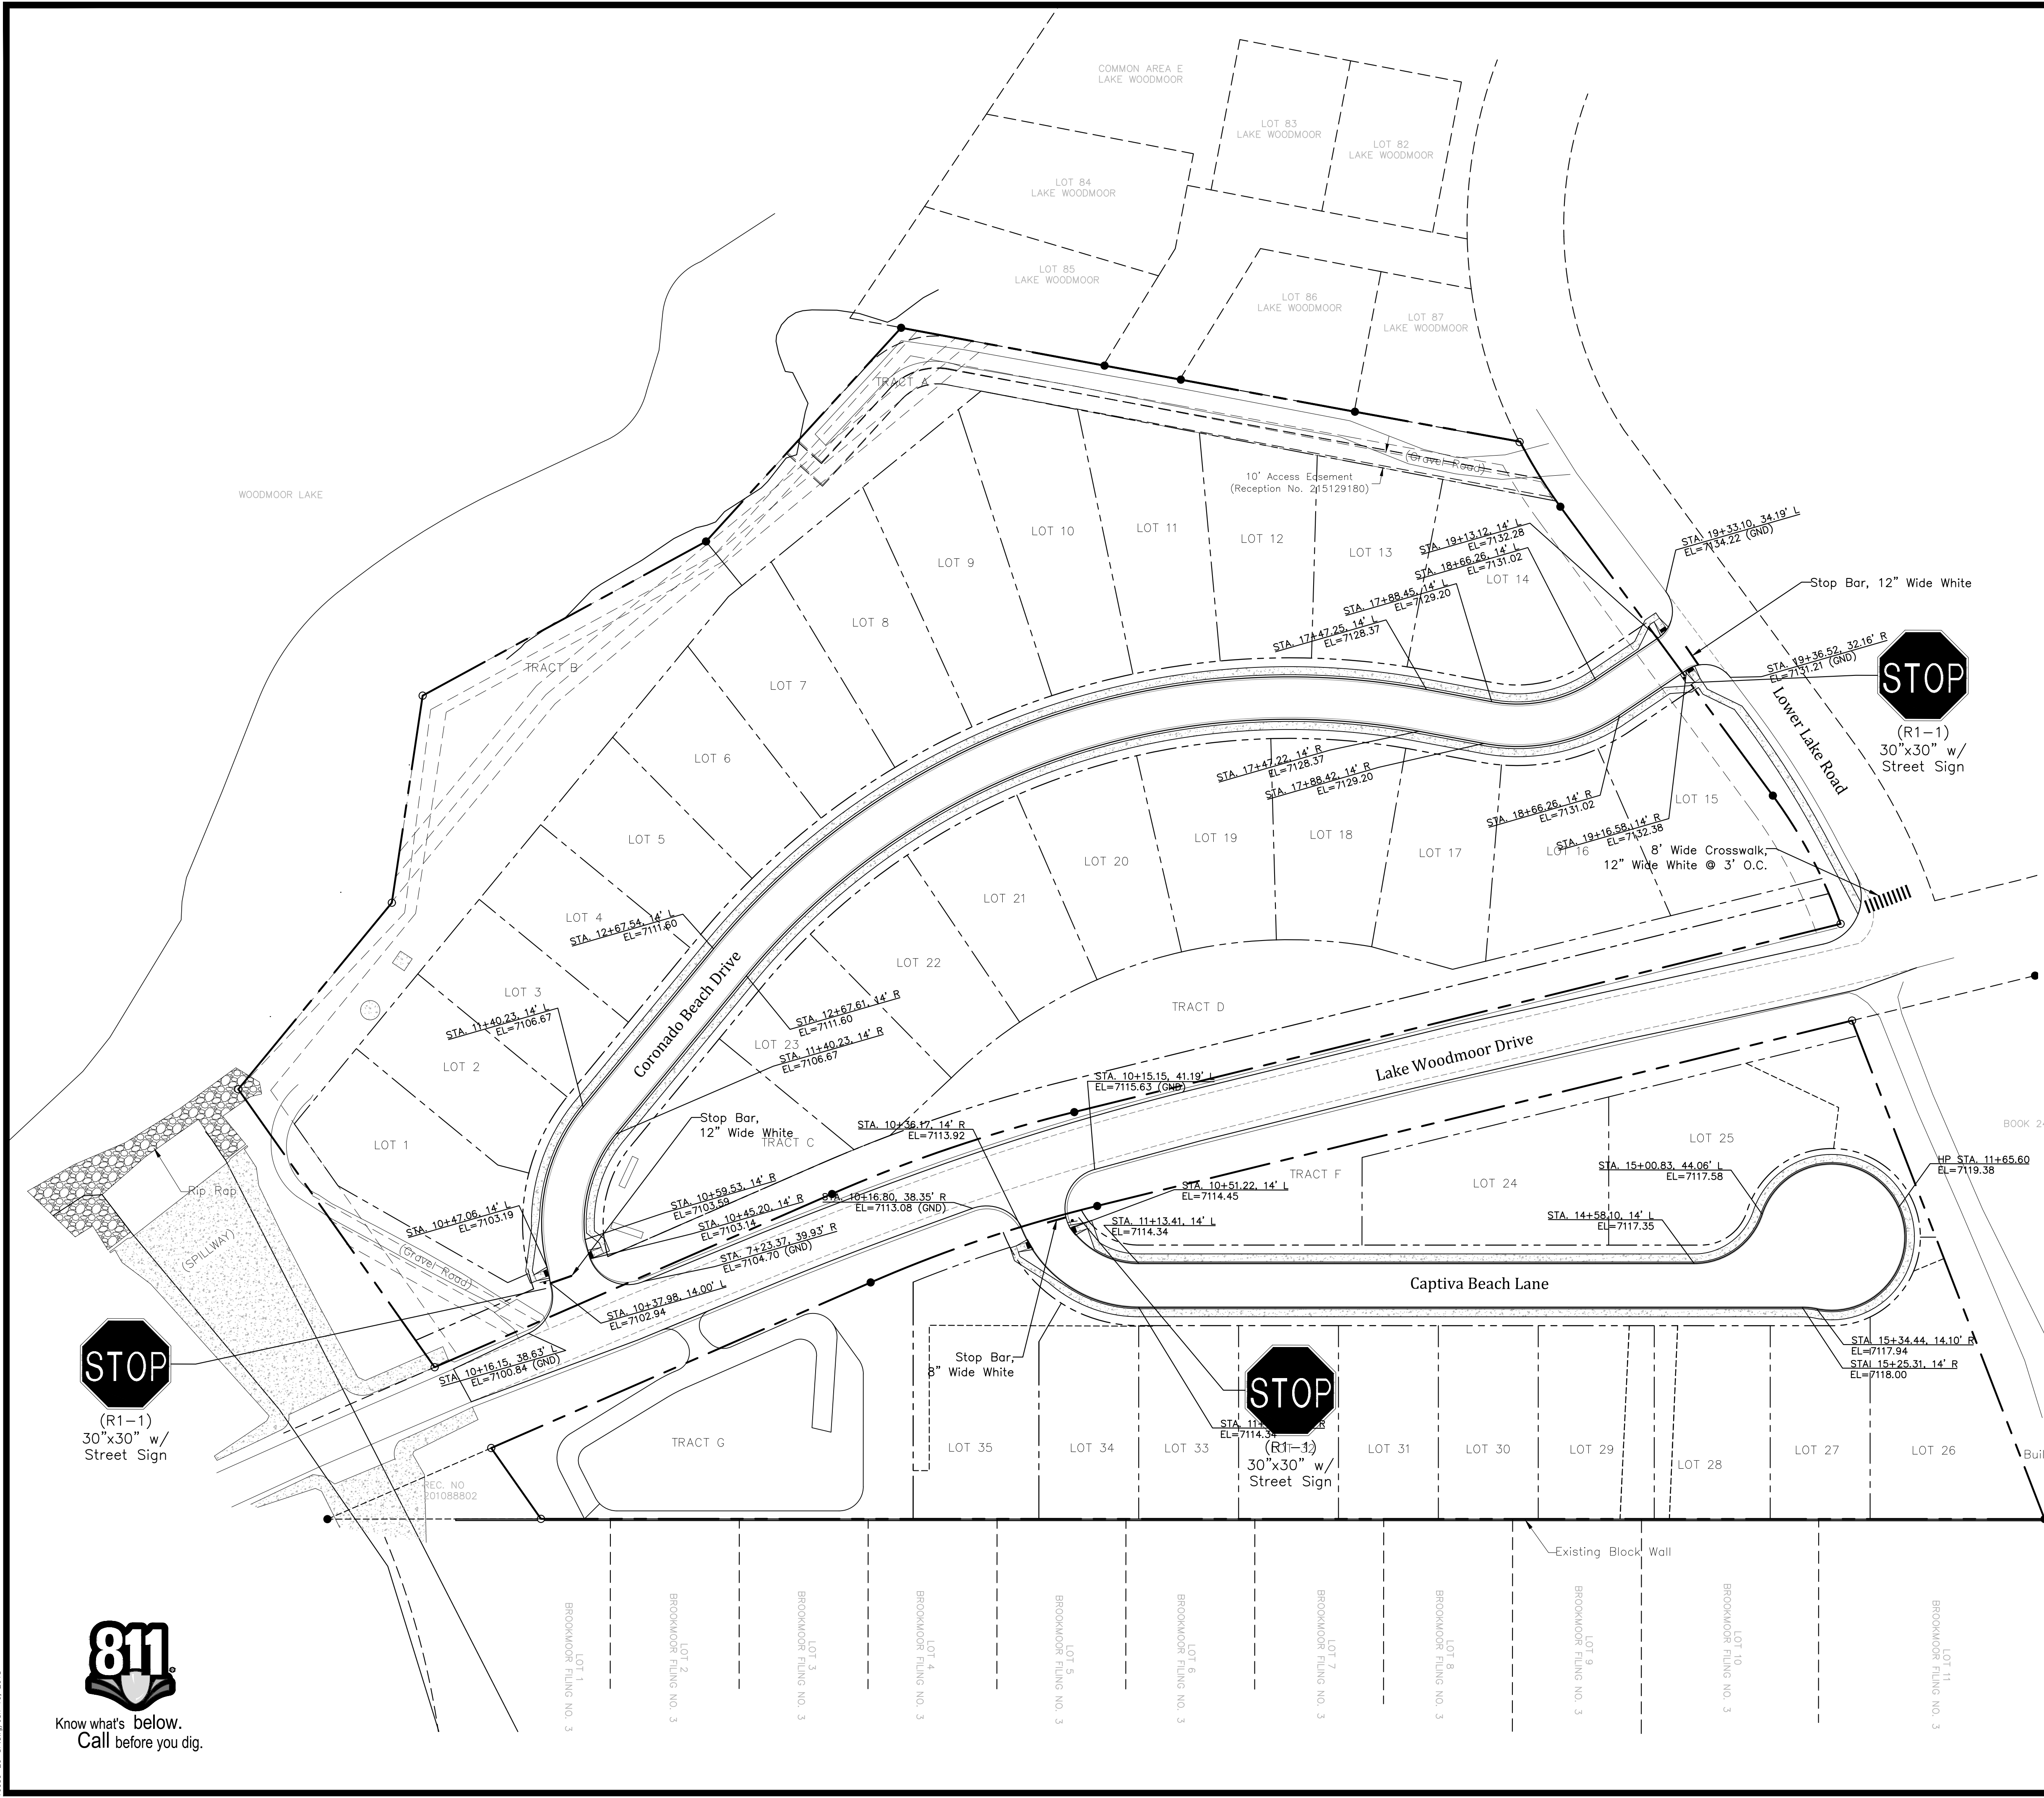 COMMON AREA E
LAKE WOODMOOR
LOT 83
LAKE WOODMOOR
LOT 82
LAKE WOODMOOR
LOT 84
LAKE WOODMOOR
LOT 85
LAKE WOODMOOR
LOT 86
LAKE WOODMOOR
LOT 87
LAKE WOODMOOR
TRACT A
WOODMOOR LAKE
(Gravel Road)
10' Access Easement
(Reception No. 215129180)
LOT 10
LOT 11
LOT 12
LOT 13
LOT 14
LOT 9
LOT 8
LOT 7
LOT 6
LOT 5
LOT 4
LOT 3
LOT 2
LOT 1
TRACT B
STA. 19+13.12, 14' L
EL=7132.28
STA. 18+66.26, 14' L
EL=7131.02
STA. 17+88.45, 14' L
EL=7129.20
STA. 17+47.25, 14' L
EL=7128.37
STA. 19+33.10, 34.19' L
EL=7134.22 (GND)
Stop Bar, 12" Wide White
STA. 19+36.52, 32.16' R
EL=7131.21 (GND)
STOP
(R1-1)
30"x30" w/
Street Sign
Lower Lake Road
STA. 17+47.22, 14' R
EL=7128.37
STA. 17+88.42, 14' R
EL=7129.20
STA. 18+66.26, 14' R
EL=7131.02
STA. 19+16.58, 14' R
EL=7132.38
LOT 15
LOT 16
LOT 17
LOT 18
LOT 19
LOT 20
LOT 21
LOT 22
LOT 23
8' Wide Crosswalk,
12" Wide White @ 3' O.C.
STA. 12+67.54, 14' L
EL=7111.60
Coronado Beach Drive
STA. 11+40.23, 14' L
EL=7106.67
STA. 12+67.61, 14' R
EL=7111.60
STA. 11+40.23, 14' R
EL=7106.67
TRACT D
Lake Woodmoor Drive
Stop Bar,
12" Wide White
TRACT C
STA. 10+15.15, 41.19' L
EL=7115.63 (GND)
STA. 10+36.17, 14' R
EL=7113.92
STA. 10+59.53, 14' R
EL=7103.59
STA. 10+45.20, 14' R
EL=7103.14
STA. 7+23.37, 39.93' R
EL=7104.70 (GND)
STA. 10+16.80, 38.35' R
EL=7113.08 (GND)
STA. 10+51.22, 14' L
EL=7114.45
STA. 11+13.41, 14' L
EL=7114.34
TRACT F
LOT 24
LOT 25
BOOK 24
STA. 15+00.83, 44.06' L
EL=7117.58
STA. 14+58.10, 14' L
EL=7117.35
HP STA. 11+65.60
EL=7119.38
Captiva Beach Lane
STA. 15+34.44, 14.10' R
EL=7117.94
STA. 15+25.31, 14' R
EL=7118.00
Rip Rap
(SPILLWAY)
(Gravel Road)
STA. 10+47.06, 14' L
EL=7103.19
STA. 10+37.98, 14.00' L
EL=7102.94
STA. 10+16.15, 38.63' L
EL=7100.84 (GND)
STOP
(R1-1)
30"x30" w/
Street Sign
Stop Bar,
8" Wide White
STOP
(R1-1)
30"x30" w/
Street Sign
EL=7114.34
TRACT G
LOT 35
LOT 34
LOT 33
LOT 31
LOT 30
LOT 29
LOT 28
LOT 27
LOT 26
REC. NO
201088802
Existing Block Wall
LOT 1
BROOKMOOR FILING NO. 3
LOT 2
BROOKMOOR FILING NO. 3
LOT 3
BROOKMOOR FILING NO. 3
LOT 4
BROOKMOOR FILING NO. 3
LOT 5
BROOKMOOR FILING NO. 3
LOT 6
BROOKMOOR FILING NO. 3
LOT 7
BROOKMOOR FILING NO. 3
LOT 8
BROOKMOOR FILING NO. 3
LOT 9
BROOKMOOR FILING NO. 3
LOT 10
BROOKMOOR FILING NO. 3
LOT 11
BROOKMOOR FILING NO. 3
811
Know what's below.
Call before you dig.